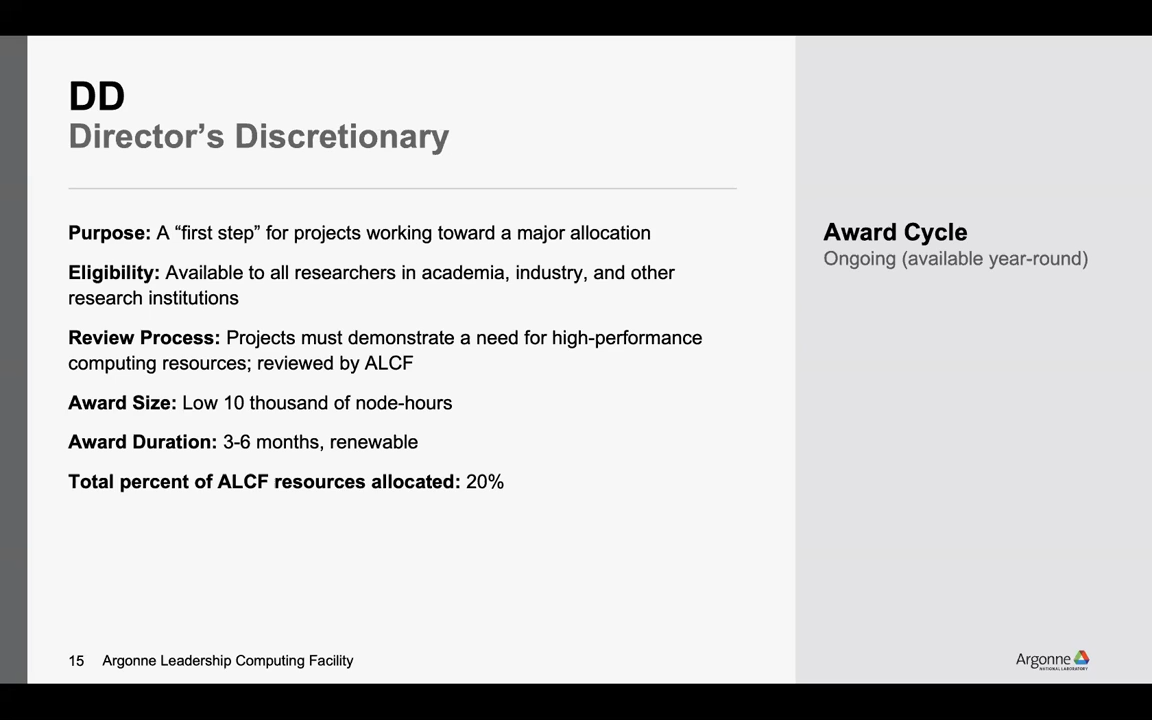 DD
Director’s Discretionary
Purpose: A “first step” for projects working toward a major allocation
Eligibility: Available to all researchers in academia, industry, and other
research institutions
Review Process: Projects must demonstrate a need for high-performance
computing resources; reviewed by ALCF
Award Size: Low 10 thousand of node-hours
Award Duration: 3-6 months, renewable
Total percent of ALCF resources allocated: 20%
Award Cycle
Ongoing (available year-round)
15 Argonne Leadership Computing Facility
Argonne
NATIONAL LABORATORY